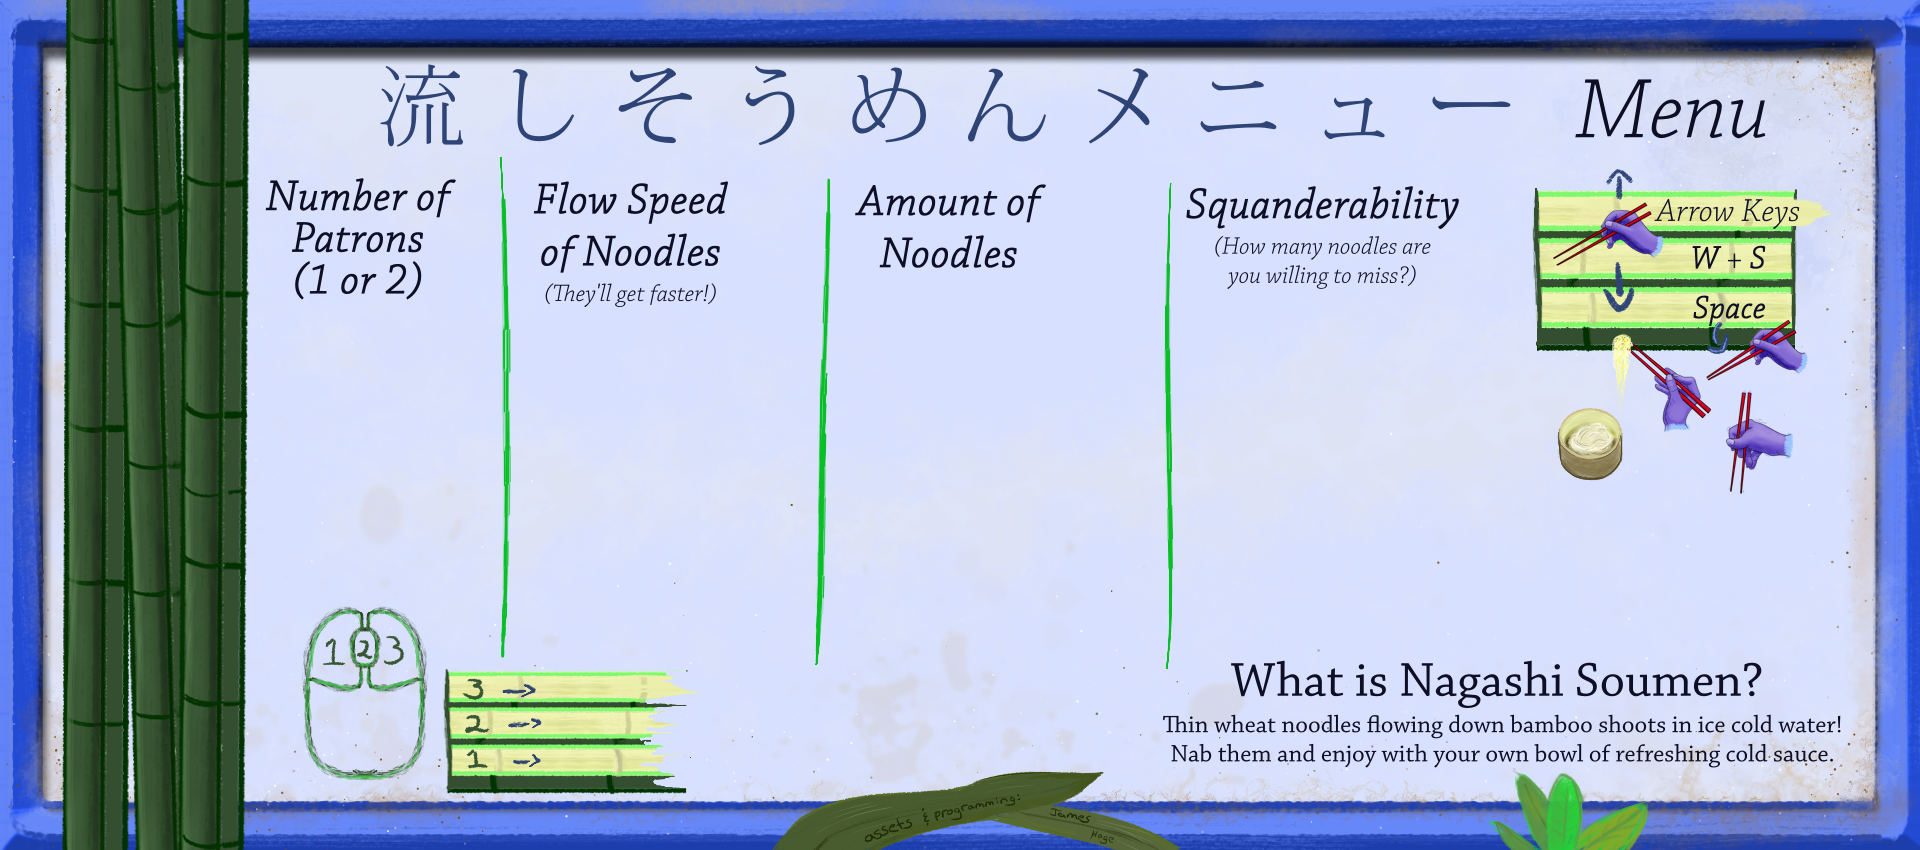 流しそうめんメニュー Menu
Number of
Patrons
(1 or 2)
Flow Speed
of Noodles
(They'll get faster!)
Amount of
Noodles
Squanderability
(How many noodles are
you willing to miss?)
Arrow Keys
W + S
Space
1 2 3
3 →
2 →
1 →
What is Nagashi Soumen?
Thin wheat noodles flowing down bamboo shoots in ice cold water!
Nab them and enjoy with your own bowl of refreshing cold sauce.
assets & programming:
James
Hage